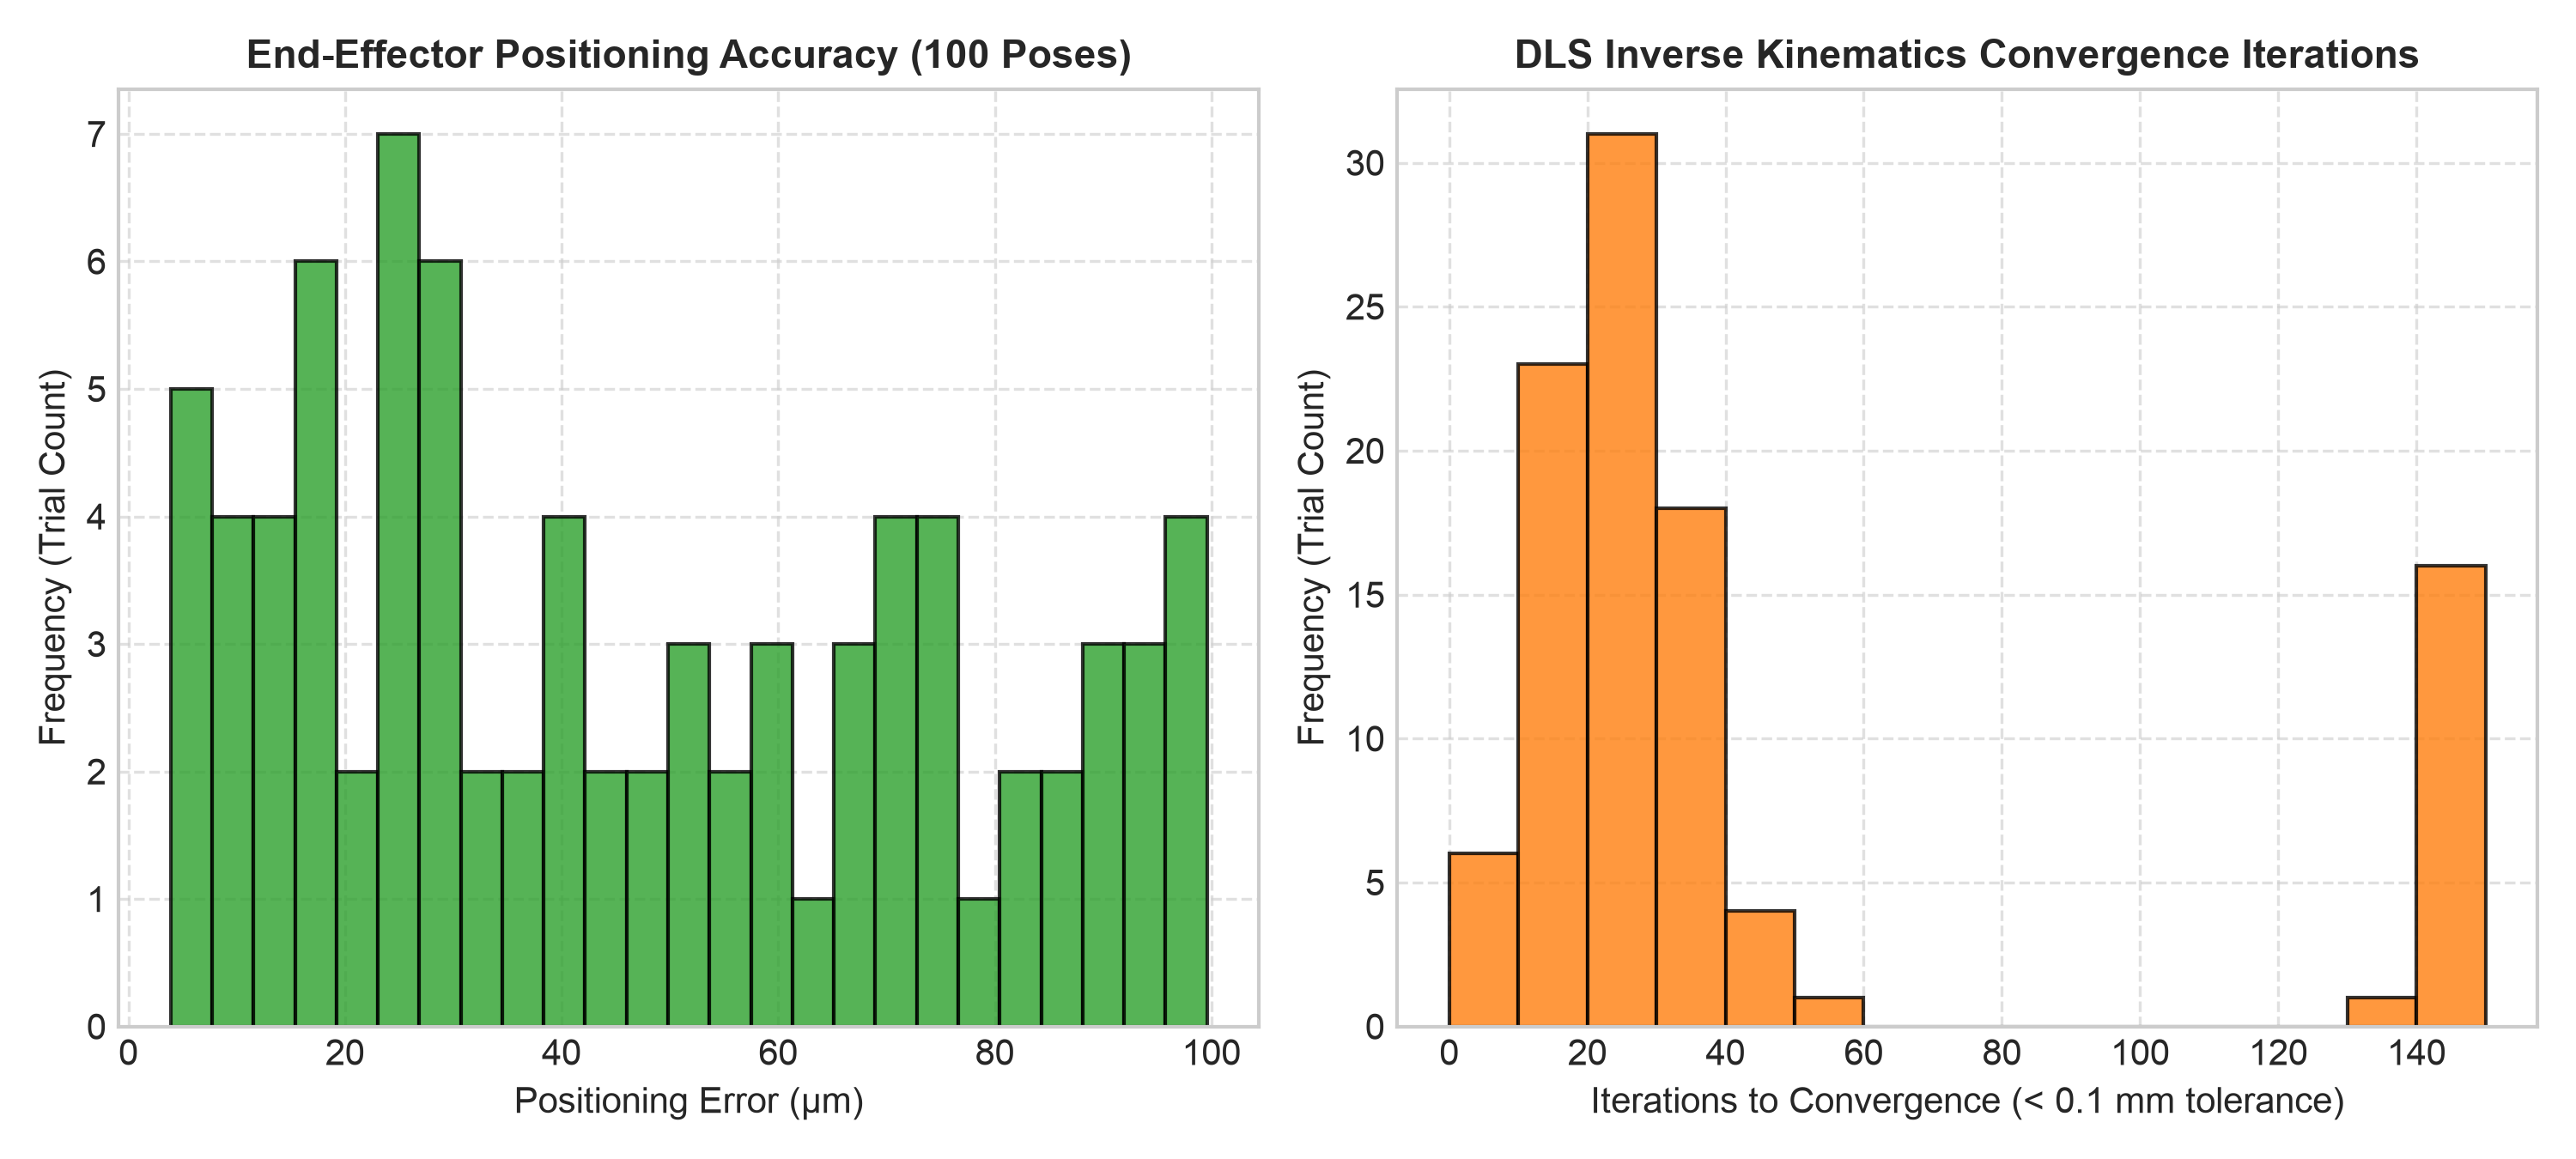 End-Effector Positioning Accuracy (100 Poses)
7
6
5
4
3
2
1
0
Frequency (Trial Count)
0 20 40 60 80 100
Positioning Error (µm)
DLS Inverse Kinematics Convergence Iterations
30
25
20
15
10
5
0
Frequency (Trial Count)
0 20 40 60 80 100 120 140
Iterations to Convergence (< 0.1 mm tolerance)